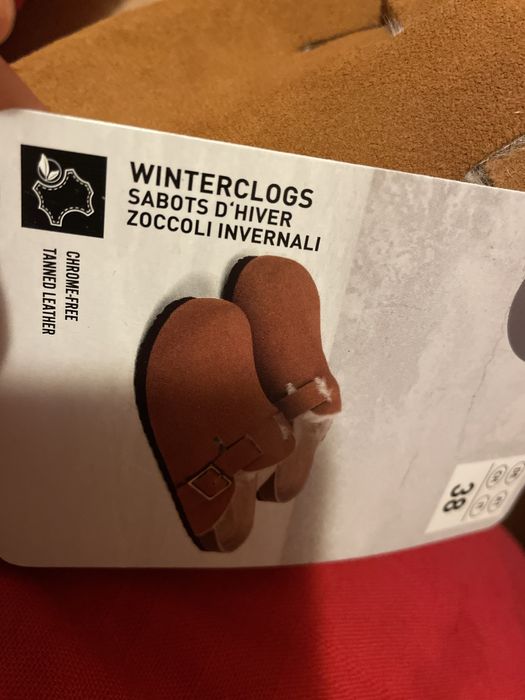 WINTERCLOGS
SABOTS D'HIVER
ZOCCOLI INVERNALI
CHROME-FREE
TANNED LEATHER
38